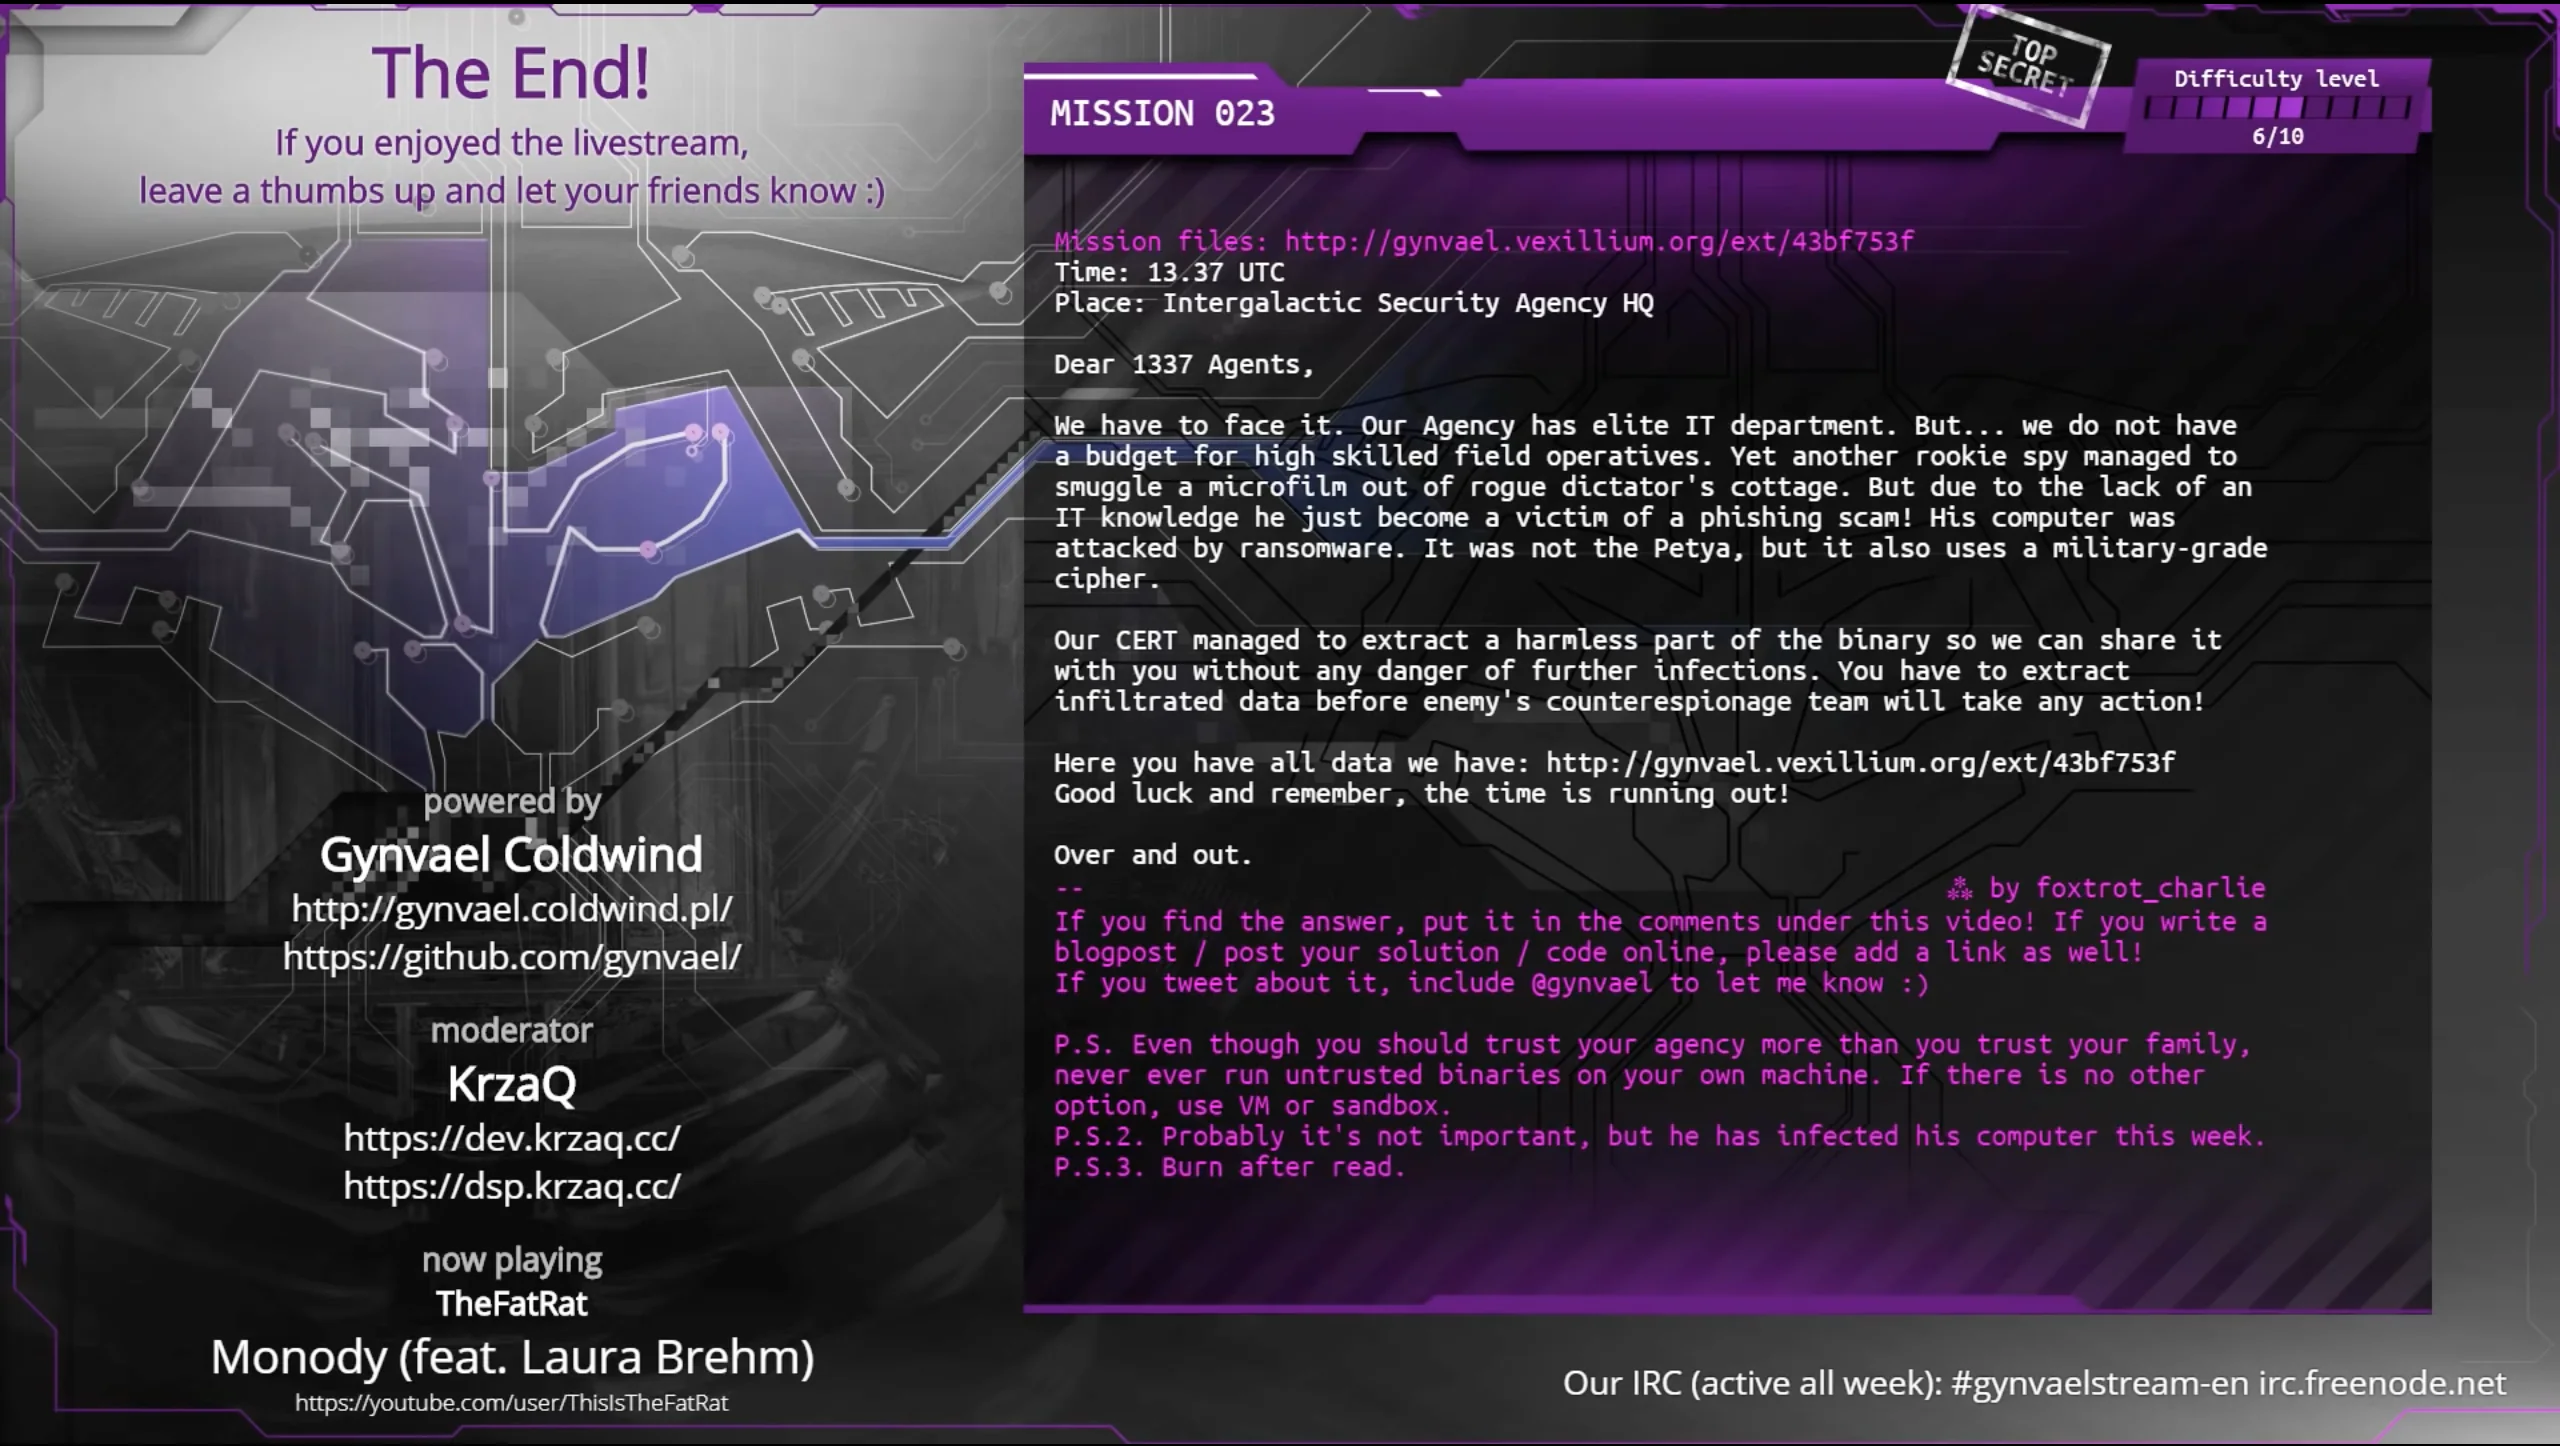 The End!
If you enjoyed the livestream,
leave a thumbs up and let your friends know :)
powered by
Gynvael Coldwind
http://gynvael.coldwind.pl/
https://github.com/gynvael/
moderator
KrzaQ
https://dev.krzaq.cc/
https://dsp.krzaq.cc/
now playing
TheFatRat
Monody (feat. Laura Brehm)
https://youtube.com/user/ThisIsTheFatRat
MISSION 023
TOP
SECRET
Difficulty level
6/10
Mission files: http://gynvael.vexillium.org/ext/43bf753f
Time: 13.37 UTC
Place: Intergalactic Security Agency HQ
Dear 1337 Agents,
We have to face it. Our Agency has elite IT department. But... we do not have
a budget for high skilled field operatives. Yet another rookie spy managed to
smuggle a microfilm out of rogue dictator's cottage. But due to the lack of an
IT knowledge he just become a victim of a phishing scam! His computer was
attacked by ransomware. It was not the Petya, but it also uses a military-grade
cipher.
Our CERT managed to extract a harmless part of the binary so we can share it
with you without any danger of further infections. You have to extract
infiltrated data before enemy's counterespionage team will take any action!
Here you have all data we have: http://gynvael.vexillium.org/ext/43bf753f
Good luck and remember, the time is running out!
Over and out.
--
⁂ by foxtrot_charlie
If you find the answer, put it in the comments under this video! If you write a
blogpost / post your solution / code online, please add a link as well!
If you tweet about it, include @gynvael to let me know :)
P.S. Even though you should trust your agency more than you trust your family,
never ever run untrusted binaries on your own machine. If there is no other
option, use VM or sandbox.
P.S.2. Probably it's not important, but he has infected his computer this week.
P.S.3. Burn after read.
Our IRC (active all week): #gynvaelstream-en irc.freenode.net